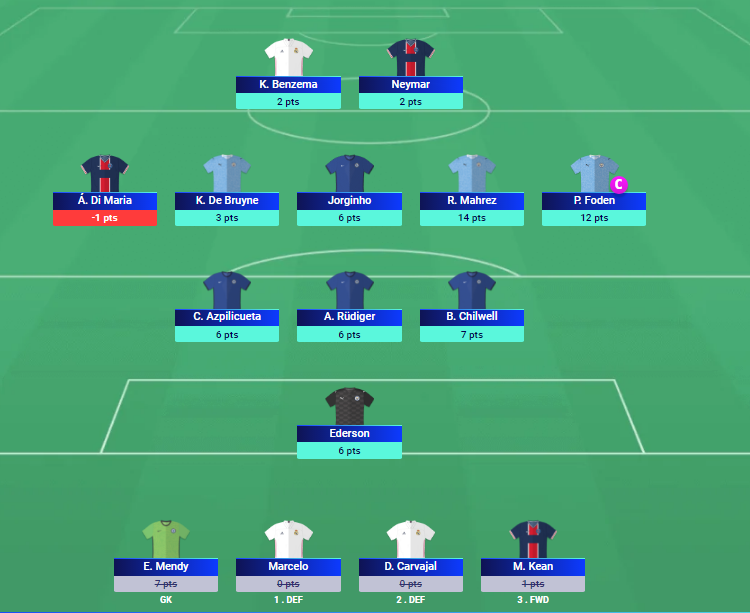 K. Benzema
2 pts
Neymar
2 pts
Á. Di Maria
-1 pts
K. De Bruyne
3 pts
Jorginho
6 pts
R. Mahrez
14 pts
C
P. Foden
12 pts
C. Azpilicueta
6 pts
A. Rüdiger
6 pts
B. Chilwell
7 pts
Ederson
6 pts
E. Mendy
7 pts
GK
Marcelo
0 pts
1 . DEF
D. Carvajal
0 pts
2 . DEF
M. Kean
1 pts
3 . FWD